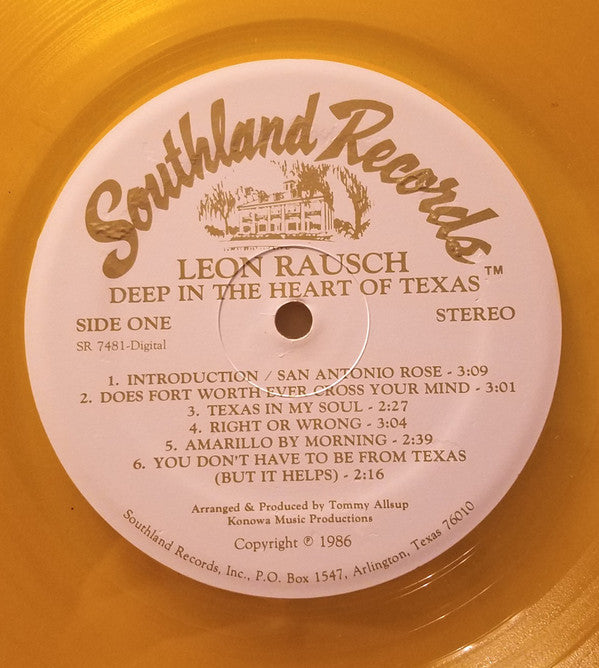 Southland Records
LEON RAUSCH
DEEP IN THE HEART OF TEXAS ™
SIDE ONE
STEREO
SR 7481-Digital
1. INTRODUCTION / SAN ANTONIO ROSE - 3:09
2. DOES FORT WORTH EVER CROSS YOUR MIND - 3:01
3. TEXAS IN MY SOUL - 2:27
4. RIGHT OR WRONG - 3:04
5. AMARILLO BY MORNING - 2:39
6. YOU DON'T HAVE TO BE FROM TEXAS
(BUT IT HELPS) - 2:16
Arranged & Produced by Tommy Allsup
Konowa Music Productions
Copyright ℗ 1986
Southland Records, Inc., P.O. Box 1547, Arlington, Texas 76010